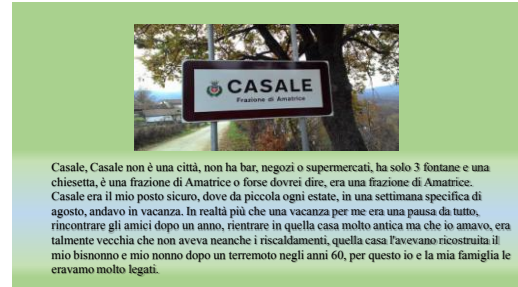 CASALE
Frazione di Amatrice
Casale, Casale non è una città, non ha bar, negozi o supermercati, ha solo 3 fontane e una
chiesetta, è una frazione di Amatrice o forse dovrei dire, era una frazione di Amatrice.
Casale era il mio posto sicuro, dove da piccola ogni estate, in una settimana specifica di
agosto, andavo in vacanza. In realtà più che una vacanza per me era una pausa da tutto,
rincontrare gli amici dopo un anno, rientrare in quella casa molto antica ma che io amavo, era
talmente vecchia che non aveva neanche i riscaldamenti, quella casa l'avevano ricostruita il
mio bisnonno e mio nonno dopo un terremoto negli anni 60, per questo io e la mia famiglia le
eravamo molto legati.